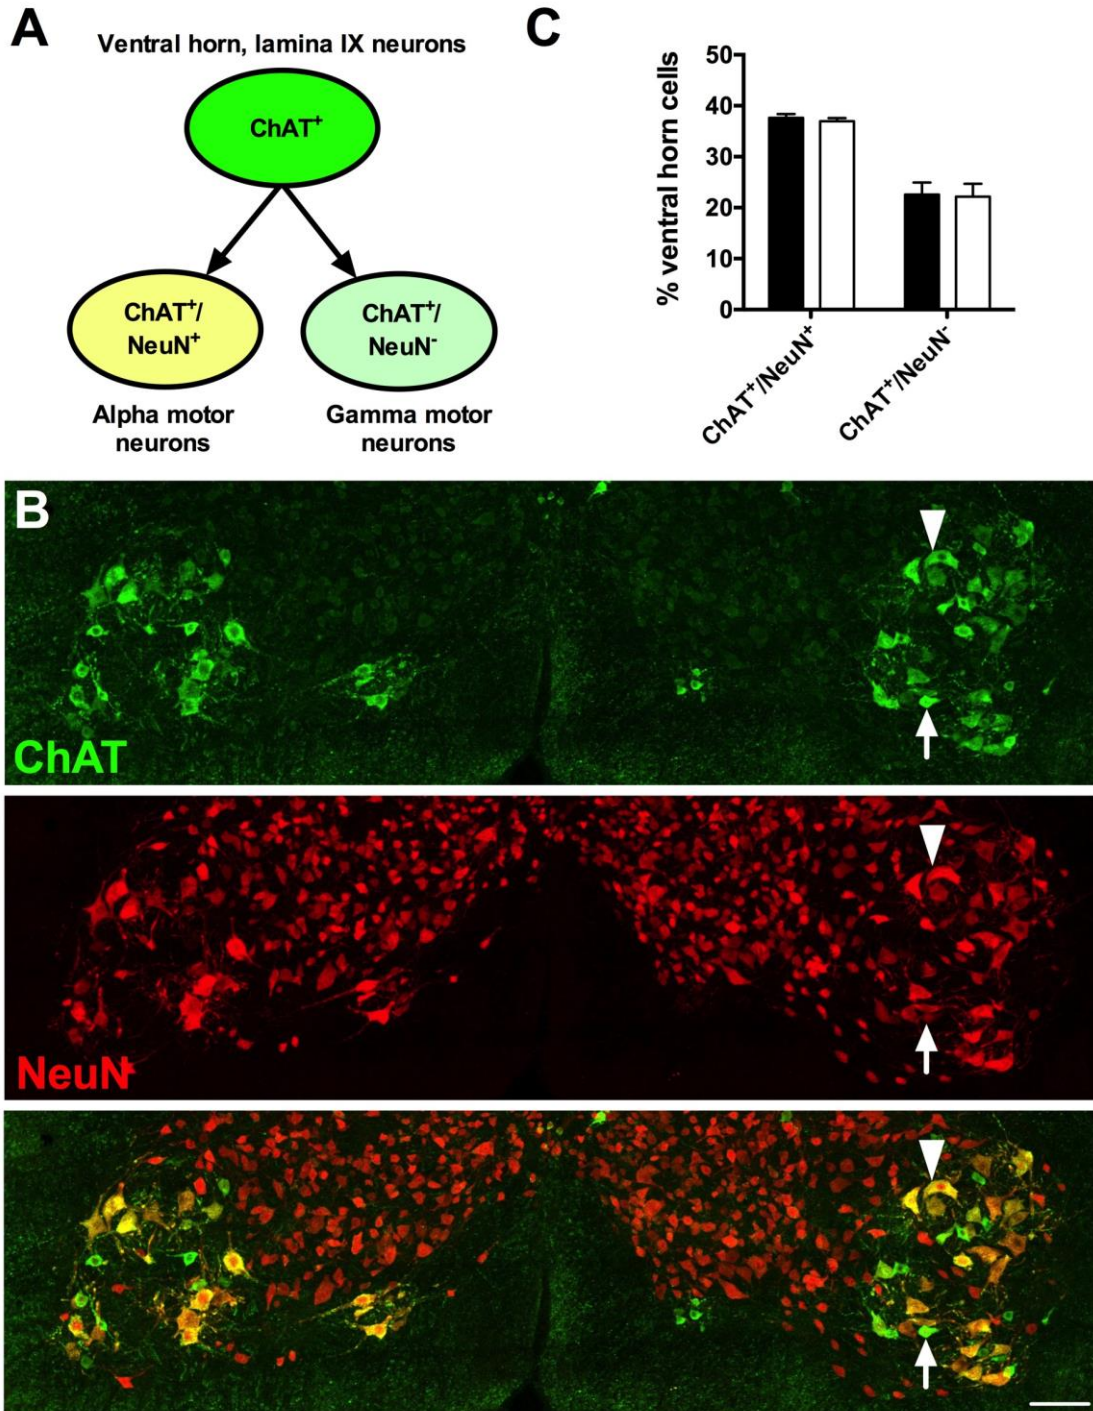 A
Ventral horn, lamina IX neurons
ChAT⁺
ChAT⁺/
NeuN⁺
ChAT⁺/
NeuN⁻
Alpha motor
neurons
Gamma motor
neurons
C
% ventral horn cells
50
40
30
20
10
0
ChAT⁺/NeuN⁺
ChAT⁺/NeuN⁻
B
ChAT
NeuN